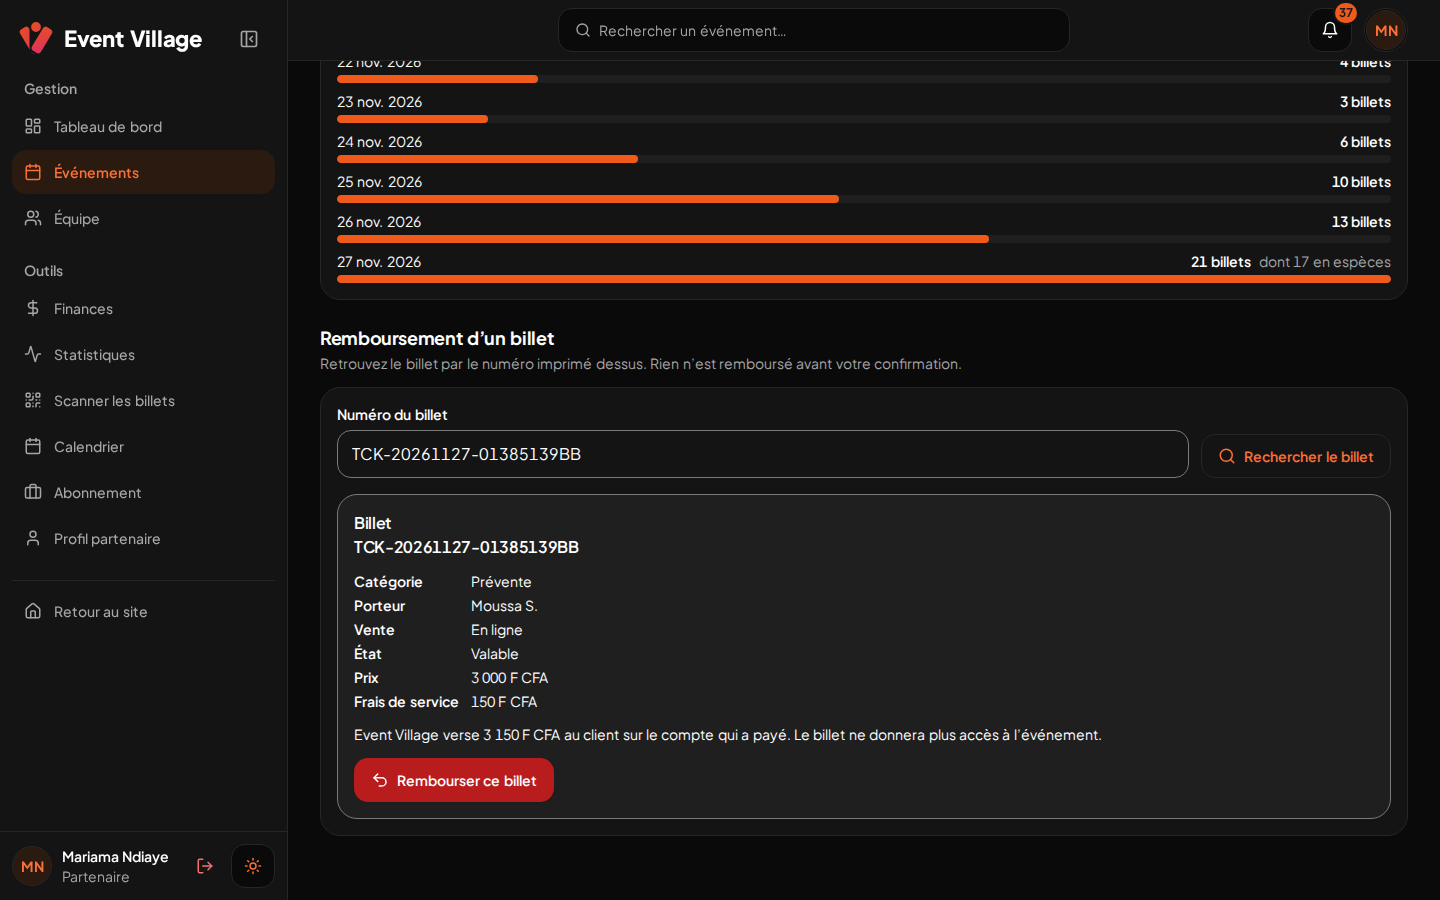 Event Village
Rechercher un événement...
37
MN
Gestion
Tableau de bord
Événements
Équipe
Outils
Finances
Statistiques
Scanner les billets
Calendrier
Abonnement
Profil partenaire
Retour au site
MN
Mariama Ndiaye
Partenaire
22 nov. 2026 4 billets
23 nov. 2026 3 billets
24 nov. 2026 6 billets
25 nov. 2026 10 billets
26 nov. 2026 13 billets
27 nov. 2026 21 billets dont 17 en espèces
Remboursement d’un billet
Retrouvez le billet par le numéro imprimé dessus. Rien n’est remboursé avant votre confirmation.
Numéro du billet
TCK-20261127-01385139BB
Rechercher le billet
Billet
TCK-20261127-01385139BB
Catégorie Prévente
Porteur Moussa S.
Vente En ligne
État Valable
Prix 3 000 F CFA
Frais de service 150 F CFA
Event Village verse 3 150 F CFA au client sur le compte qui a payé. Le billet ne donnera plus accès à l’événement.
Rembourser ce billet